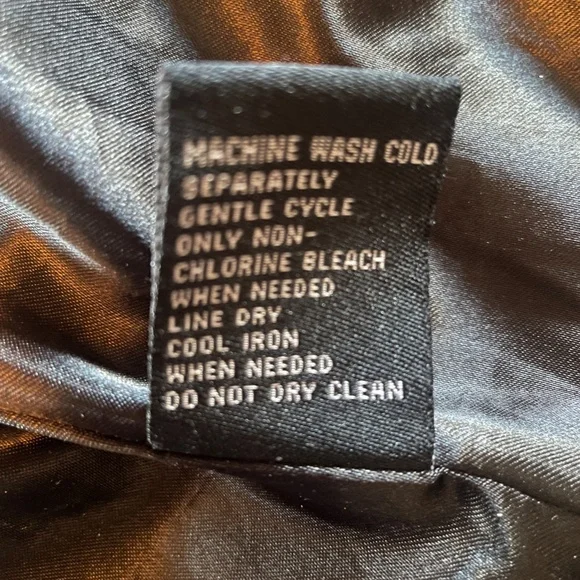 MACHINE WASH COLD
SEPARATELY
GENTLE CYCLE
ONLY NON-
CHLORINE BLEACH
WHEN NEEDED
LINE DRY
COOL IRON
WHEN NEEDED
DO NOT DRY CLEAN